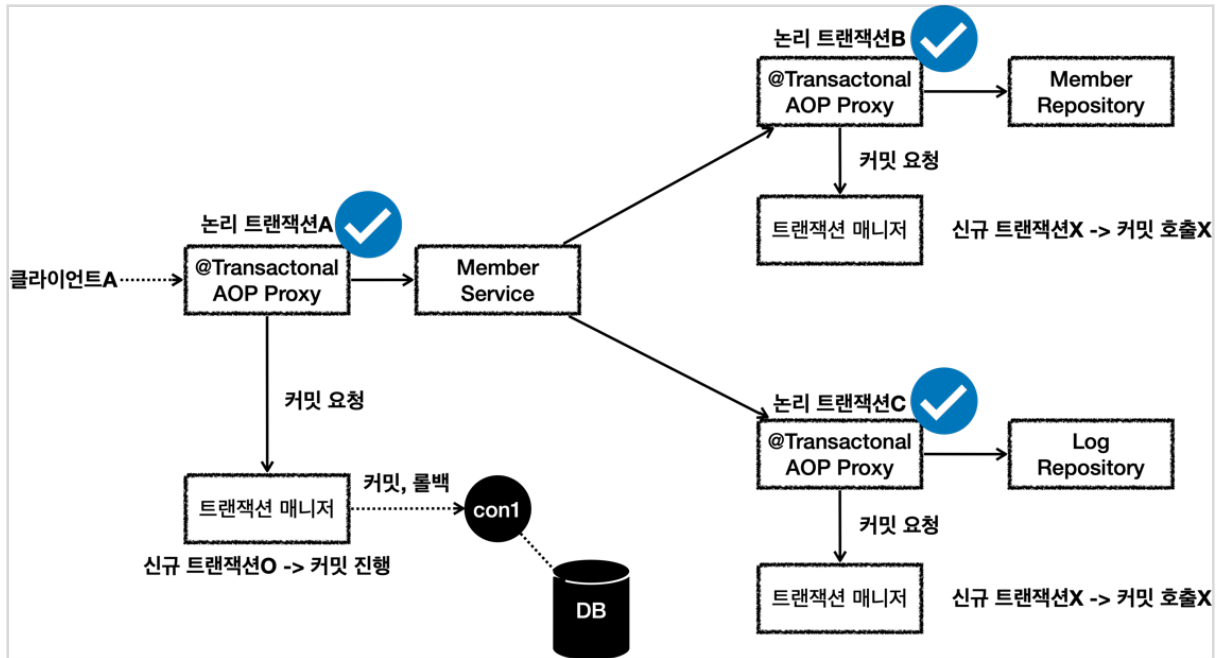 논리 트랜잭션B
@Transactonal
AOP Proxy
Member
Repository
커밋 요청
트랜잭션 매니저
신규 트랜잭션X -> 커밋 호출X
논리 트랜잭션A
클라이언트A
@Transactonal
AOP Proxy
Member
Service
커밋 요청
트랜잭션 매니저
커밋, 롤백
con1
신규 트랜잭션O -> 커밋 진행
DB
논리 트랜잭션C
@Transactonal
AOP Proxy
Log
Repository
커밋 요청
트랜잭션 매니저
신규 트랜잭션X -> 커밋 호출X